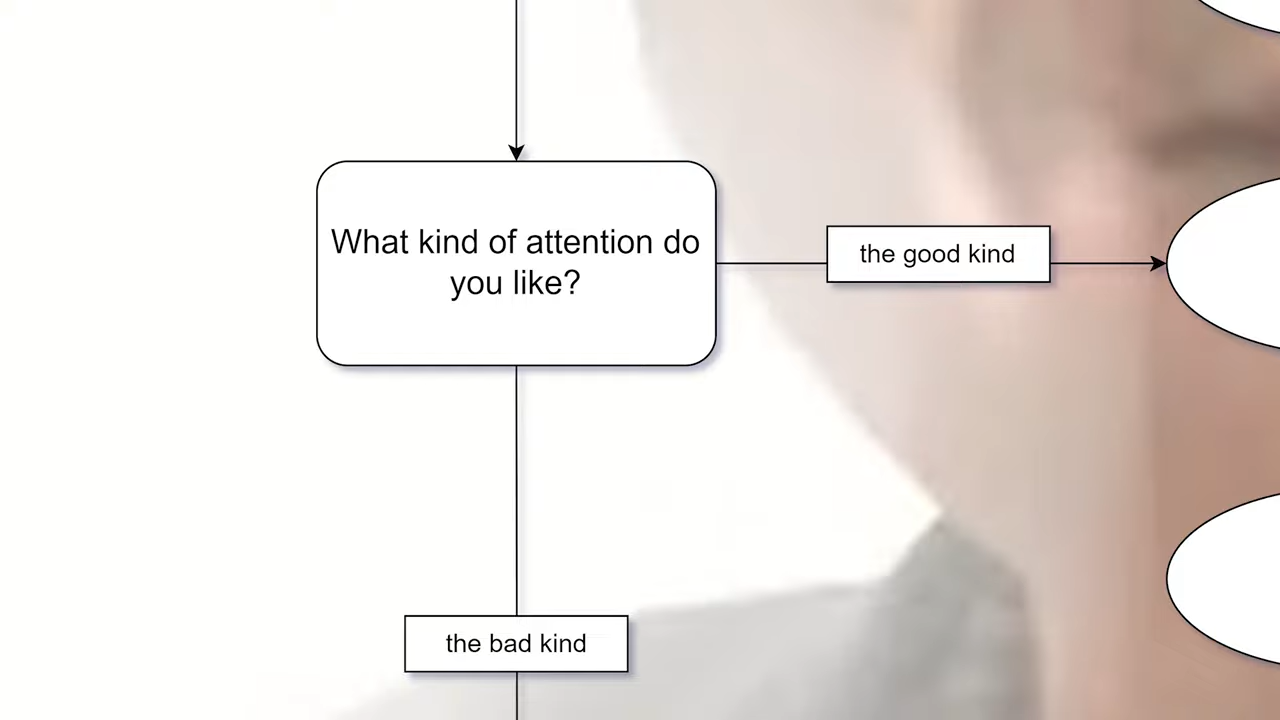 What kind of attention do
you like?
the good kind
the bad kind